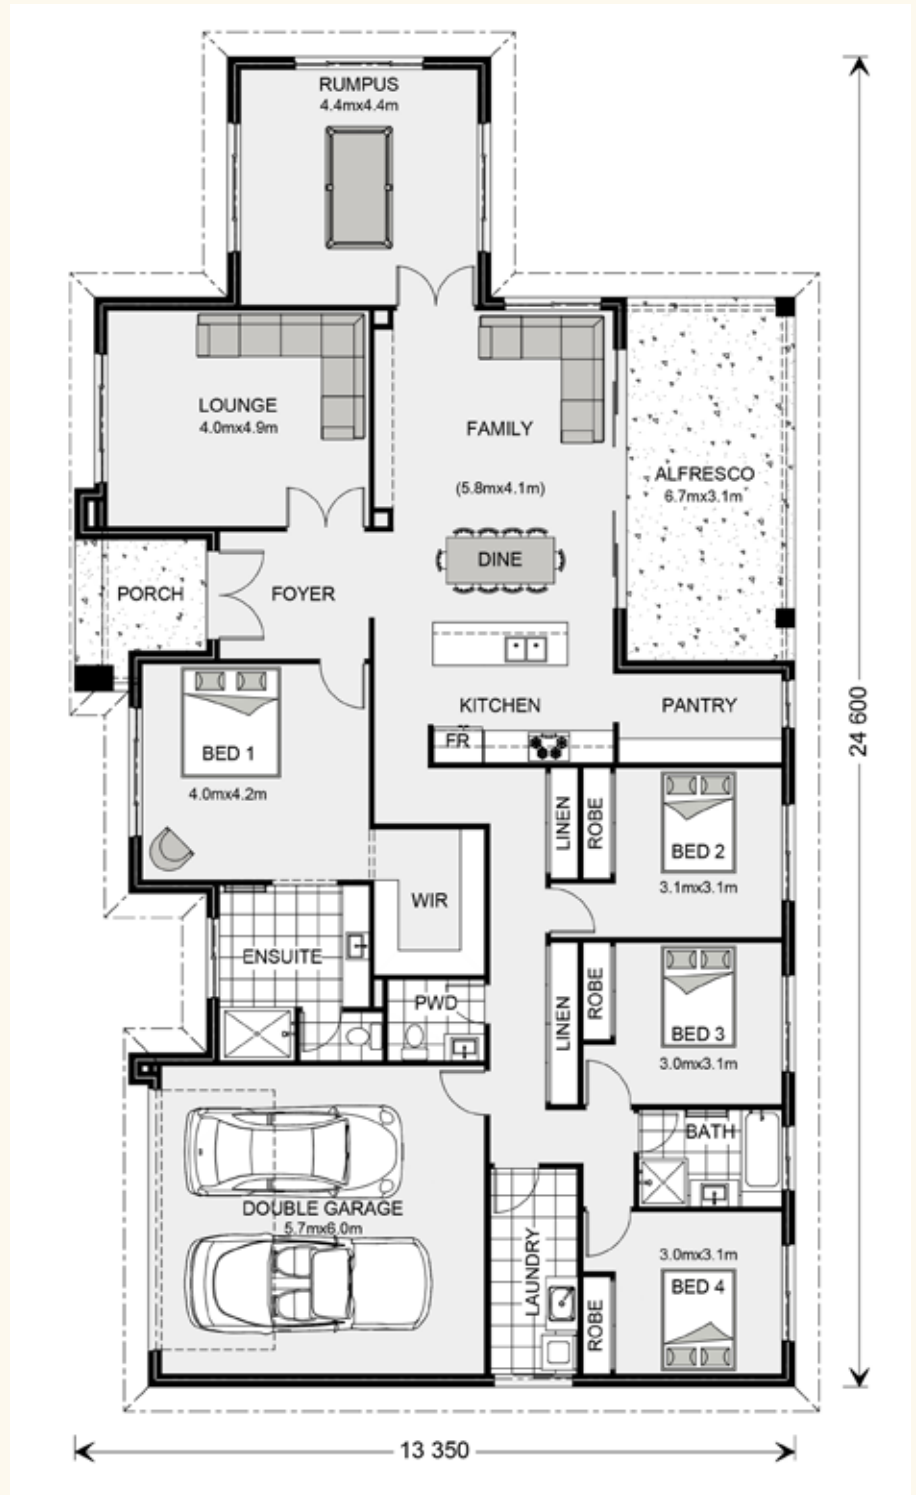 RUMPUS
4.4mx4.4m
LOUNGE
4.0mx4.9m
FAMILY
(5.8mx4.1m)
ALFRESCO
6.7mx3.1m
DINE
PORCH
FOYER
KITCHEN
PANTRY
FR
BED 1
4.0mx4.2m
LINEN
ROBE
BED 2
3.1mx3.1m
WIR
ENSUITE
PWD
LINEN
ROBE
BED 3
3.0mx3.1m
BATH
DOUBLE GARAGE
5.7mx6.0m
LAUNDRY
ROBE
3.0mx3.1m
BED 4
24 600
13 350